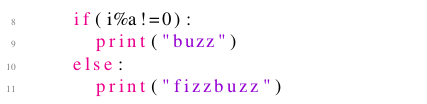 8 if(i%a!=0):
9 print("buzz")
10 else:
11 print("fizzbuzz")